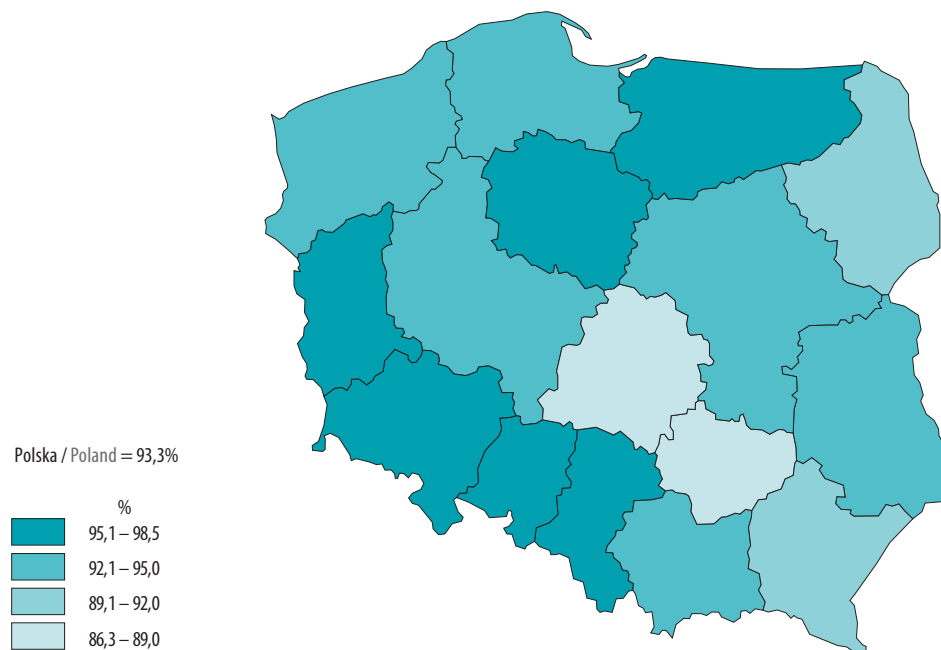 Polska / Poland = 93,3%
%
95,1 – 98,5
92,1 – 95,0
89,1 – 92,0
86,3 – 89,0